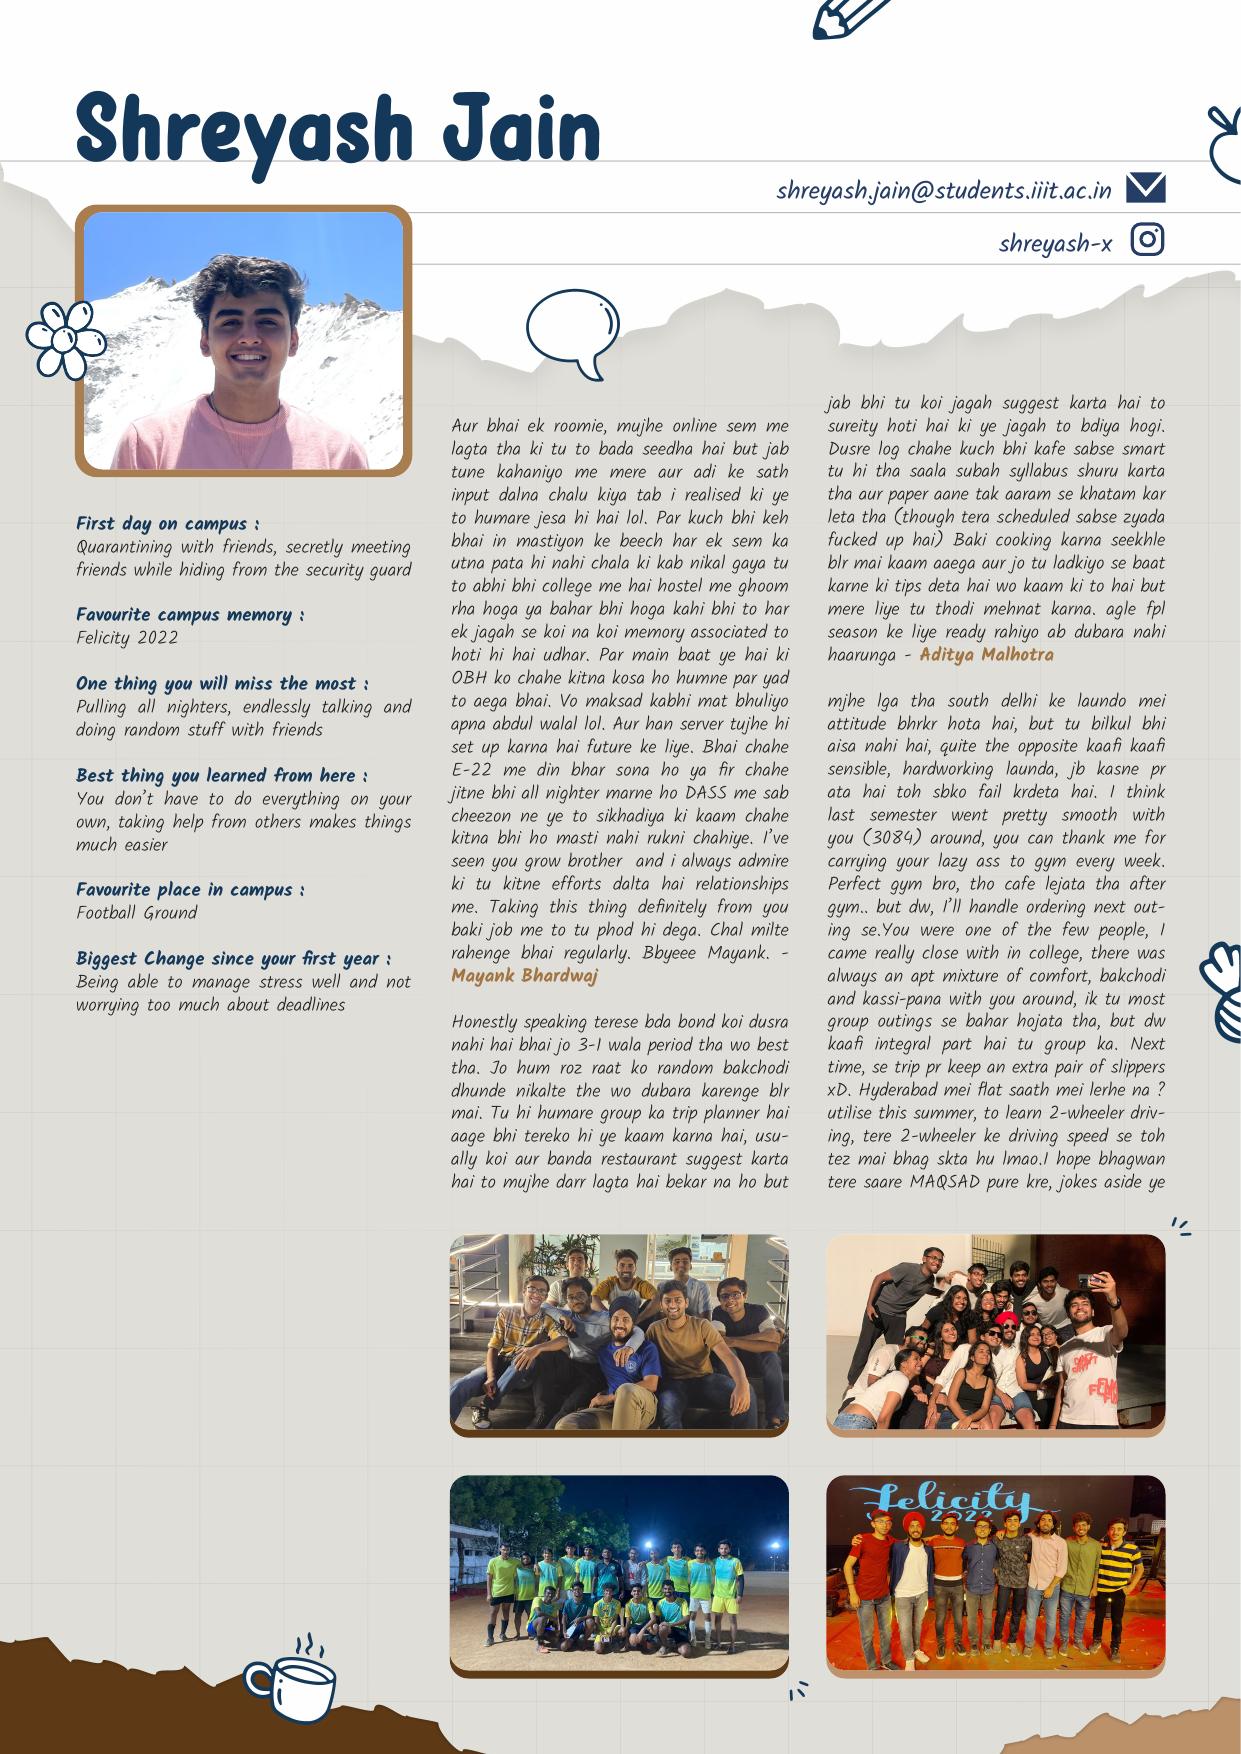 Shreyash Jain
shreyash.jain@students.iiit.ac.in
shreyash-x
First day on campus :
Quarantining with friends, secretly meeting
friends while hiding from the security guard
Favourite campus memory :
Felicity 2022
One thing you will miss the most :
Pulling all nighters, endlessly talking and
doing random stuff with friends
Best thing you learned from here :
You don't have to do everything on your
own, taking help from others makes things
much easier
Favourite place in campus :
Football Ground
Biggest Change since your first year :
Being able to manage stress well and not
worrying too much about deadlines
Aur bhai ek roomie, mujhe online sem me
lagta tha ki tu to bada seedha hai but jab
tune kahaniyo me mere aur adi ke sath
input dalna chalu kiya tab i realised ki ye
to humare jesa hi hai lol. Par kuch bhi keh
bhai in mastiyon ke beech har ek sem ka
utna pata hi nahi chala ki kab nikal gaya tu
to abhi bhi college me hai hostel me ghoom
rha hoga ya bahar bhi hoga kahi bhi to har
ek jagah se koi na koi memory associated to
hoti hi hai udhar. Par main baat ye hai ki
OBH ko chahe kitna kosa ho humne par yad
to aega bhai. Vo maksad kabhi mat bhuliyo
apna abdul walal lol. Aur han server tujhe hi
set up karna hai future ke liye. Bhai chahe
E-22 me din bhar sona ho ya fir chahe
jitne bhi all nighter marne ho DASS me sab
cheezon ne ye to sikhadiya ki kaam chahe
kitna bhi ho masti nahi rukni chahiye. I've
seen you grow brother and i always admire
ki tu kitne efforts dalta hai relationships
me. Taking this thing definitely from you
baki job me to tu phod hi dega. Chal milte
rahenge bhai regularly. Bbyeee Mayank. -
Mayank Bhardwaj
Honestly speaking terese bda bond koi dusra
nahi hai bhai jo 3-1 wala period tha wo best
tha. Jo hum roz raat ko random bakchodi
dhunde nikalte the wo dubara karenge blr
mai. Tu hi humare group ka trip planner hai
aage bhi tereko hi ye kaam karna hai, usu-
ally koi aur banda restaurant suggest karta
hai to mujhe darr lagta hai bekar na ho but
jab bhi tu koi jagah suggest karta hai to
sureity hoti hai ki ye jagah to bdiya hogi.
Dusre log chahe kuch bhi kafe sabse smart
tu hi tha saala subah syllabus shuru karta
tha aur paper aane tak aaram se khatam kar
leta tha (though tera scheduled sabse zyada
fucked up hai) Baki cooking karna seekhle
blr mai kaam aaega aur jo tu ladkiyo se baat
karne ki tips deta hai wo kaam ki to hai but
mere liye tu thodi mehnat karna. agle fpl
season ke liye ready rahiyo ab dubara nahi
haarunga - Aditya Malhotra
mjhe lga tha south delhi ke laundo mei
attitude bhrkr hota hai, but tu bilkul bhi
aisa nahi hai, quite the opposite kaafi kaafi
sensible, hardworking launda, jb kasne pr
ata hai toh sbko fail krdeta hai. I think
last semester went pretty smooth with
you (3084) around, you can thank me for
carrying your lazy ass to gym every week.
Perfect gym bro, tho cafe lejata tha after
gym.. but dw, I'll handle ordering next out-
ing se.You were one of the few people, I
came really close with in college, there was
always an apt mixture of comfort, bakchodi
and kassi-pana with you around, ik tu most
group outings se bahar hojata tha, but dw
kaafi integral part hai tu group ka. Next
time, se trip pr keep an extra pair of slippers
xD. Hyderabad mei flat saath mei lerhe na ?
utilise this summer, to learn 2-wheeler driv-
ing, tere 2-wheeler ke driving speed se toh
tez mai bhag skta hu lmao.I hope bhagwan
tere saare MAQSAD pure kre, jokes aside ye
Felicity
2022